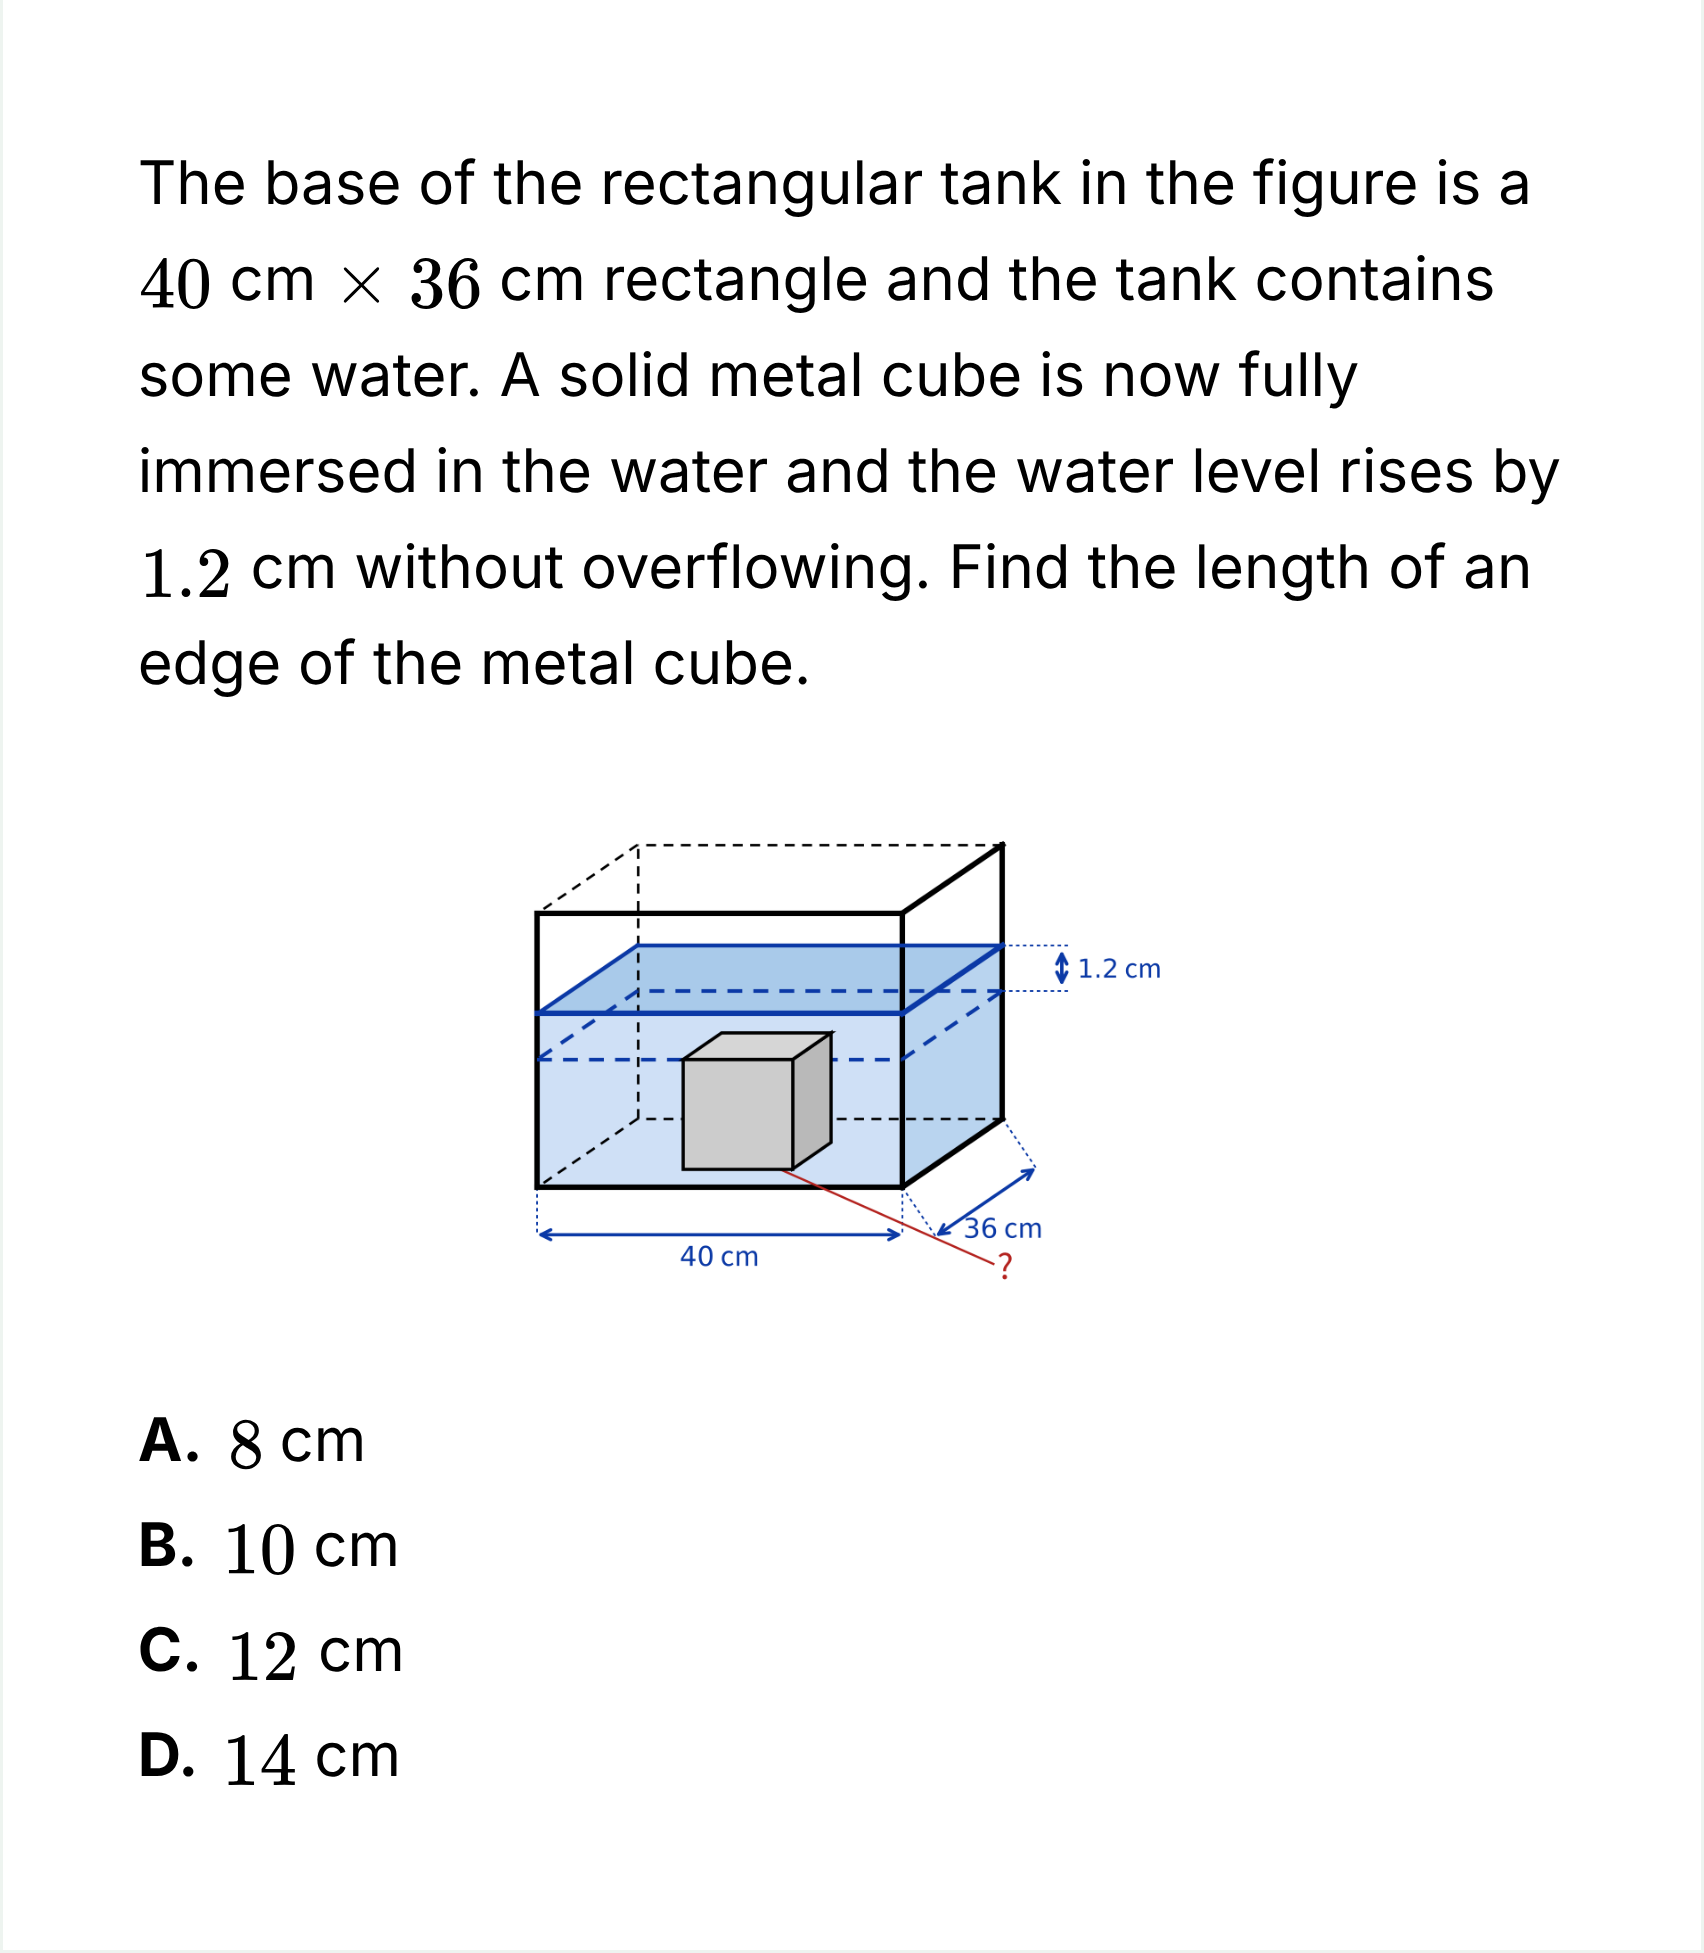 The base of the rectangular tank in the figure is a
40 cm × 36 cm rectangle and the tank contains
some water. A solid metal cube is now fully
immersed in the water and the water level rises by
1.2 cm without overflowing. Find the length of an
edge of the metal cube.
1.2 cm
36 cm
40 cm
?
A. 8 cm
B. 10 cm
C. 12 cm
D. 14 cm